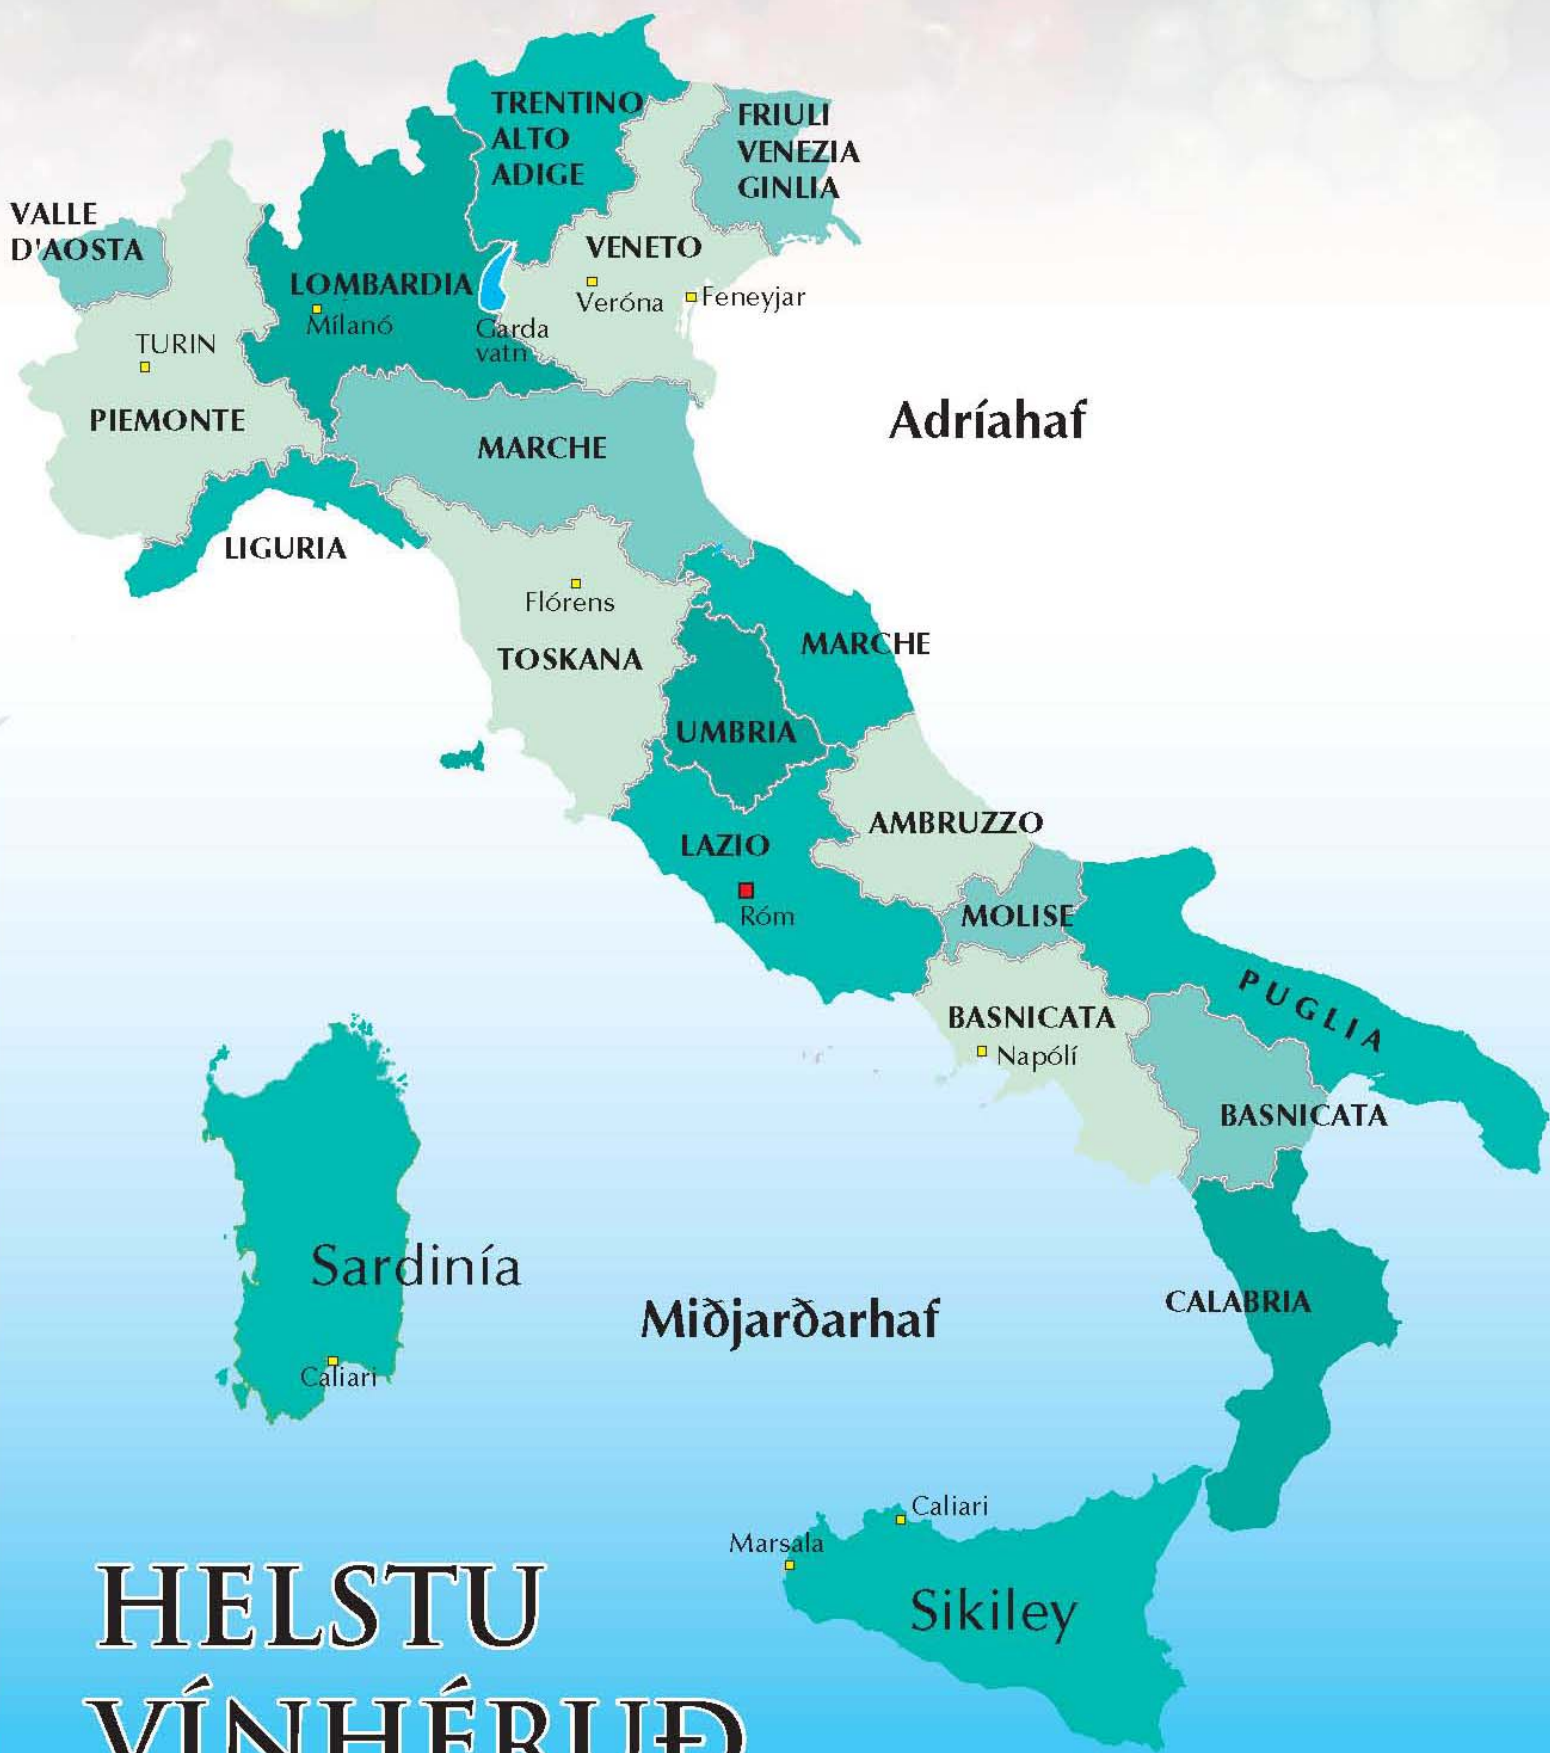 TRENTINO
ALTO
ADIGE
FRIULI
VENEZIA
GINLIA
VALLE
D'AOSTA
VENETO
LOMBARDIA
Veróna
Feneyjar
Mílanó
Garda
vatn
TURIN
PIEMONTE
Adríahaf
MARCHE
LIGURIA
Flórens
TOSKANA
MARCHE
UMBRIA
AMBRUZZO
LAZIO
Róm
MOLISE
PUGLIA
BASNICATA
Napólí
BASNICATA
Sardinía
Miðjarðarhaf
CALABRIA
Caliari
Caliari
Marsala
Sikiley
HELSTU
VÍNHÉRUÐ